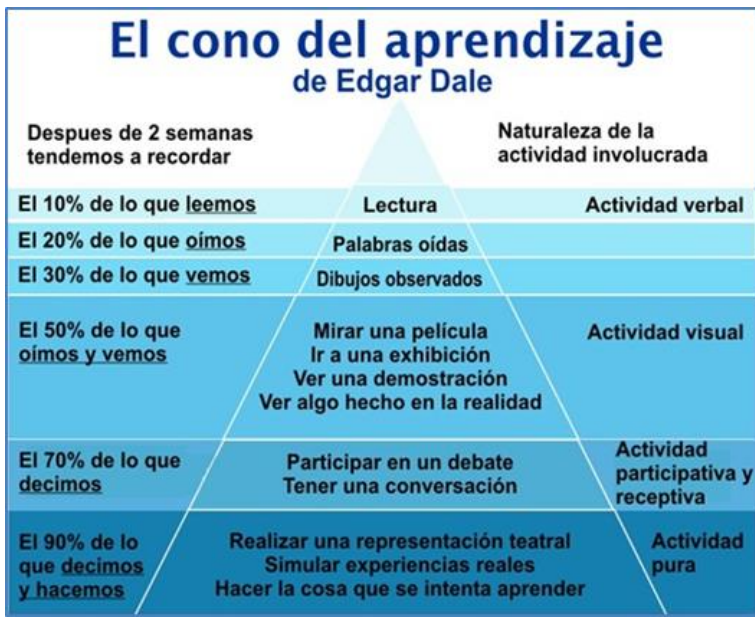 El cono del aprendizaje
de Edgar Dale
Despues de 2 semanas
tendemos a recordar
Naturaleza de la
actividad involucrada
El 10% de lo que leemos
Lectura
Actividad verbal
El 20% de lo que oímos
Palabras oídas
El 30% de lo que vemos
Dibujos observados
El 50% de lo que
oímos y vemos
Mirar una película
Ir a una exhibición
Ver una demostración
Ver algo hecho en la realidad
Actividad visual
El 70% de lo que
decimos
Participar en un debate
Tener una conversación
Actividad
participativa y
receptiva
El 90% de lo
que decimos
y hacemos
Realizar una representación teatral
Simular experiencias reales
Hacer la cosa que se intenta aprender
Actividad
pura